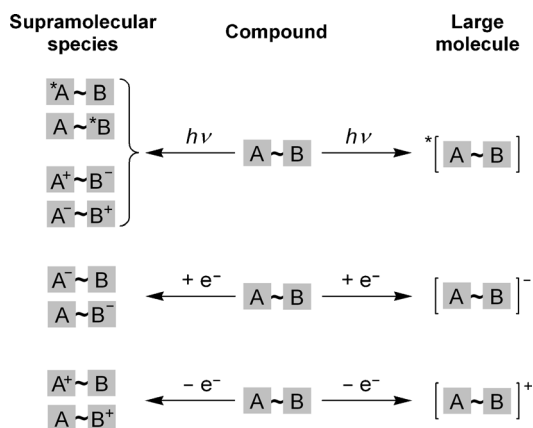 Supramolecular species
Compound
Large molecule
*A ~ B
A ~ *B
A⁺ ~ B⁻
A⁻ ~ B⁺
hν
A ~ B
hν
*[ A ~ B ]
A⁻ ~ B
A ~ B⁻
+ e⁻
A ~ B
+ e⁻
[ A ~ B ]⁻
A⁺ ~ B
A ~ B⁺
− e⁻
A ~ B
− e⁻
[ A ~ B ]⁺